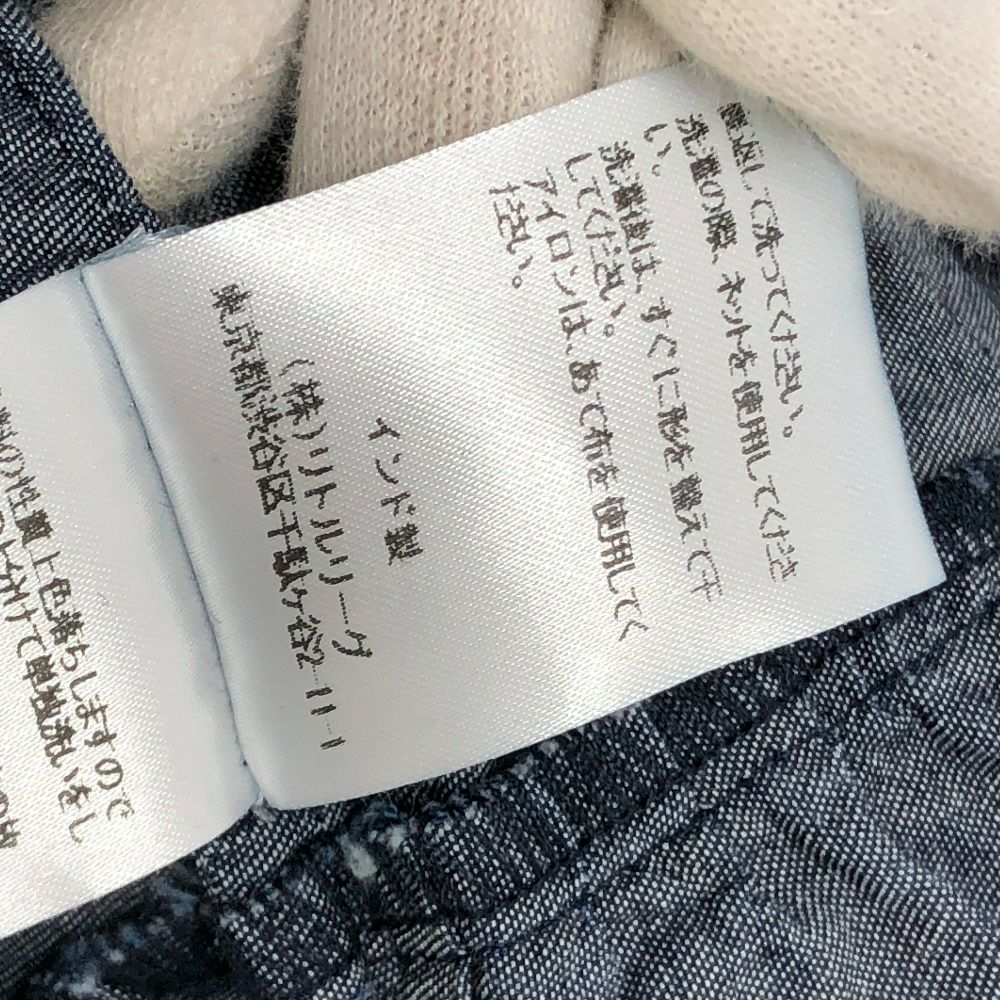 裏返しで洗ってください。
洗濯の際、ネットを使用してくださ
い。
洗濯後は、すぐに形を整えて干
してください。
アイロンは、あて布を使用してく
ださい。
インド製
(株)リトルリーグ
東京都渋谷区千駄ヶ谷2-11-1
の性質上色落ちしますので
分けて単独洗いをし